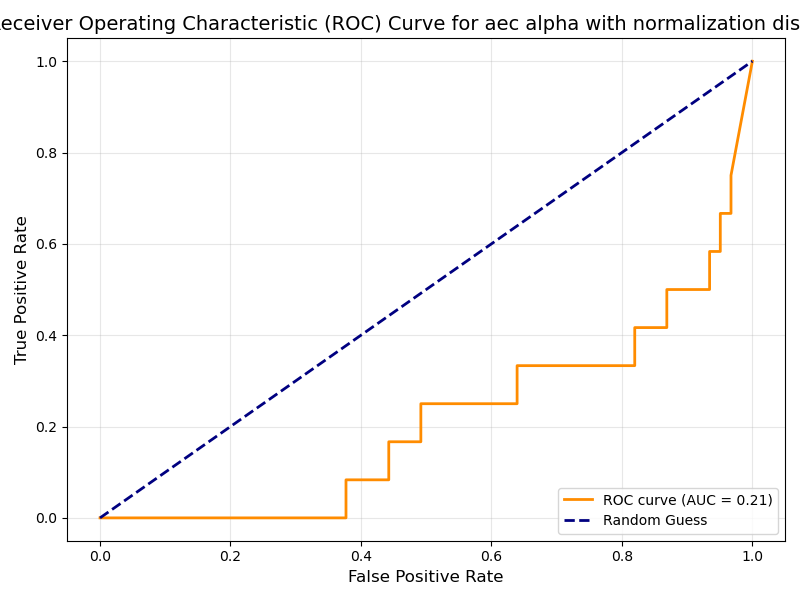 eceiver Operating Characteristic (ROC) Curve for aec alpha with normalization dis
1.0
0.8
0.6
0.4
0.2
0.0
True Positive Rate
0.0 0.2 0.4 0.6 0.8 1.0
False Positive Rate
ROC curve (AUC = 0.21)
Random Guess